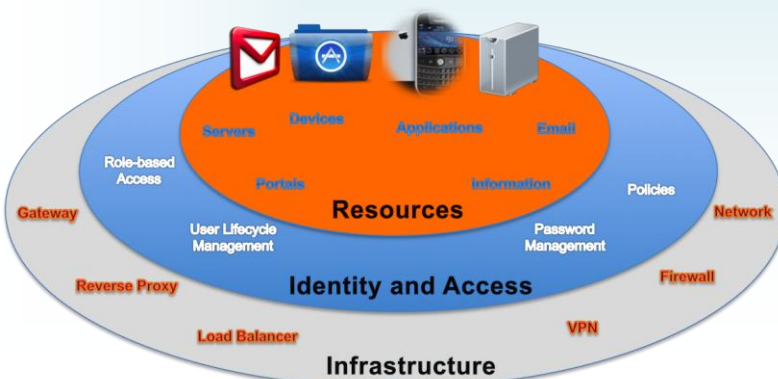 Servers
Devices
Applications
Email
Portals
Information
Resources
Role-based
Access
User Lifecycle
Management
Password
Management
Policies
Identity and Access
Gateway
Reverse Proxy
Load Balancer
VPN
Firewall
Network
Infrastructure